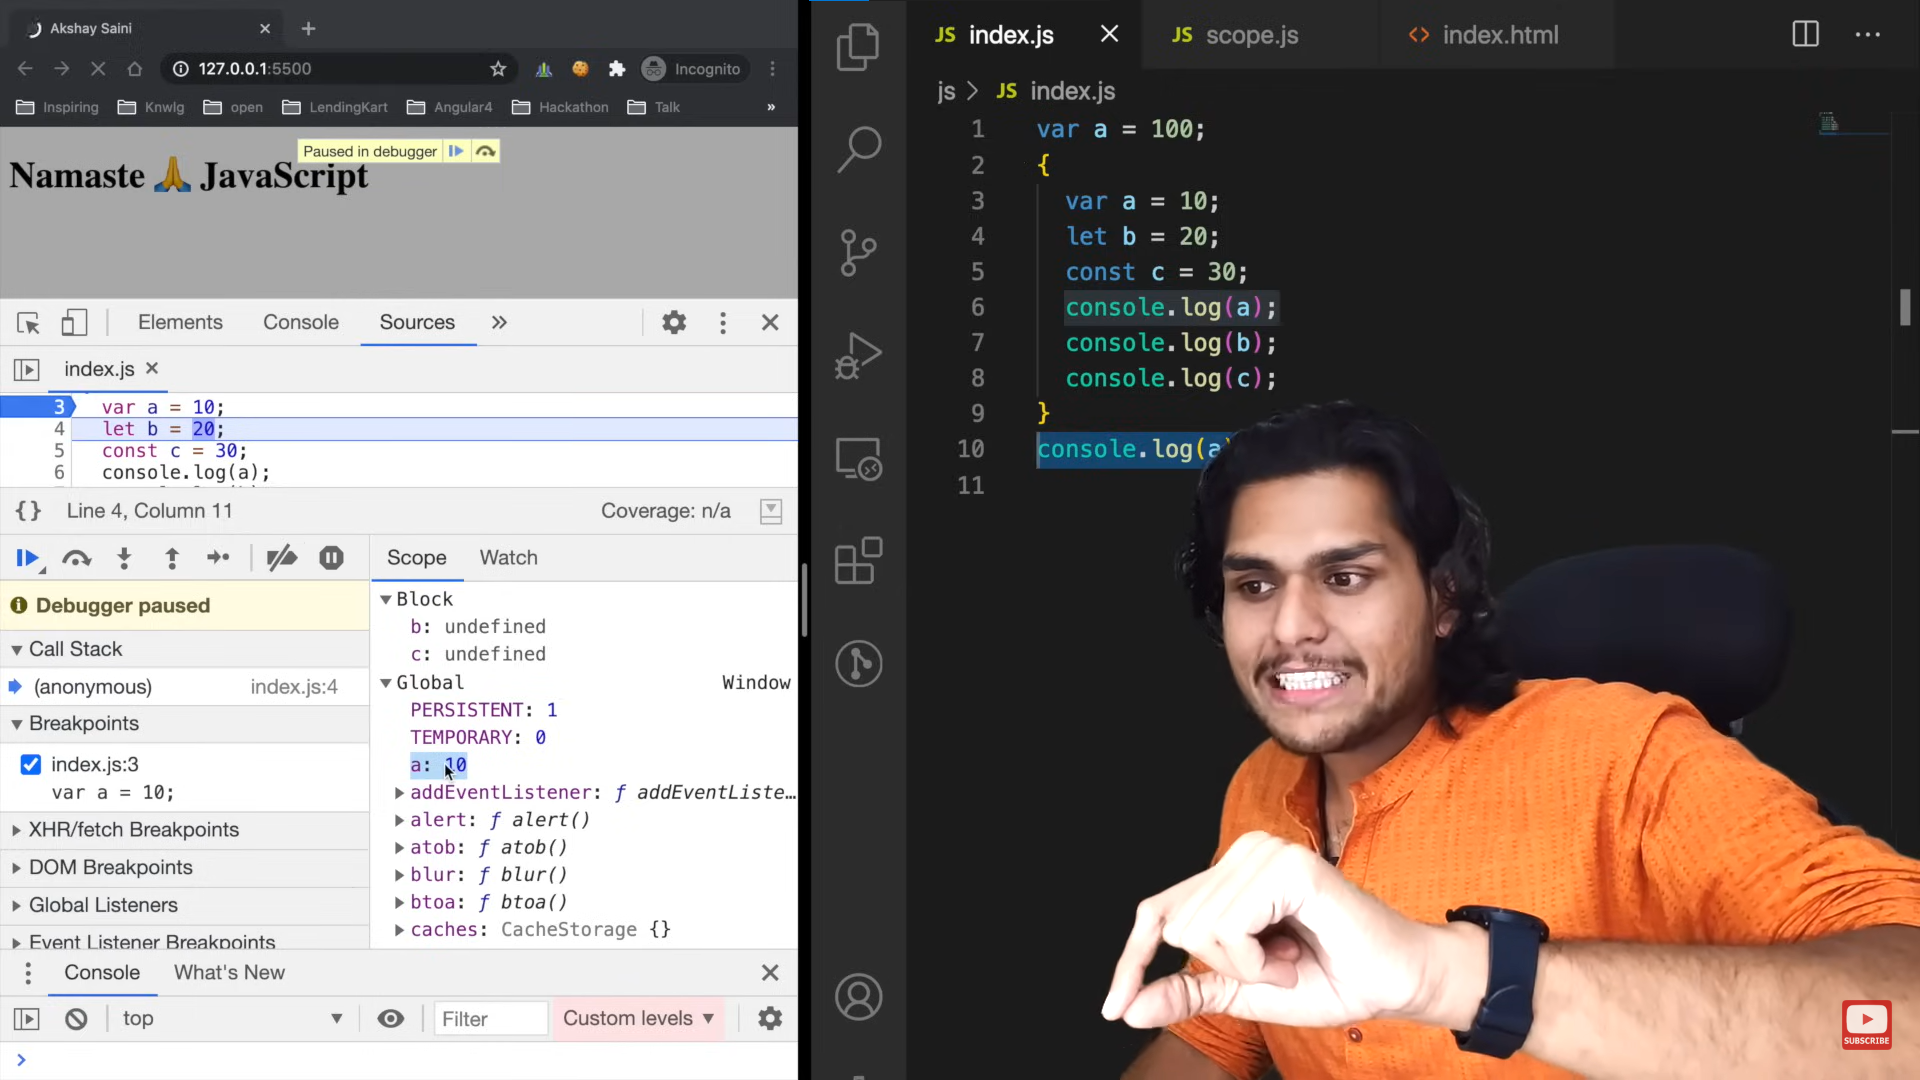 Akshay Saini
127.0.0.1:5500
Incognito
Inspiring Knwlg open LendingKart Angular4 Hackathon Talk »
Paused in debugger
Namaste 🙏 JavaScript
Elements Console Sources »
index.js
3 var a = 10;
4 let b = 20;
5 const c = 30;
6 console.log(a);
{} Line 4, Column 11 Coverage: n/a
Scope Watch
Debugger paused
Call Stack
(anonymous) index.js:4
Breakpoints
index.js:3
var a = 10;
XHR/fetch Breakpoints
DOM Breakpoints
Global Listeners
Event Listener Breakpoints
Block
b: undefined
c: undefined
Global Window
PERSISTENT: 1
TEMPORARY: 0
a: 10
addEventListener: ƒ addEventListe…
alert: ƒ alert()
atob: ƒ atob()
blur: ƒ blur()
btoa: ƒ btoa()
caches: CacheStorage {}
Console What's New
top Filter Custom levels
JS index.js JS scope.js <> index.html
js > JS index.js
1 var a = 100;
2 {
3 var a = 10;
4 let b = 20;
5 const c = 30;
6 console.log(a);
7 console.log(b);
8 console.log(c);
9 }
10 console.log(a
11
SUBSCRIBE